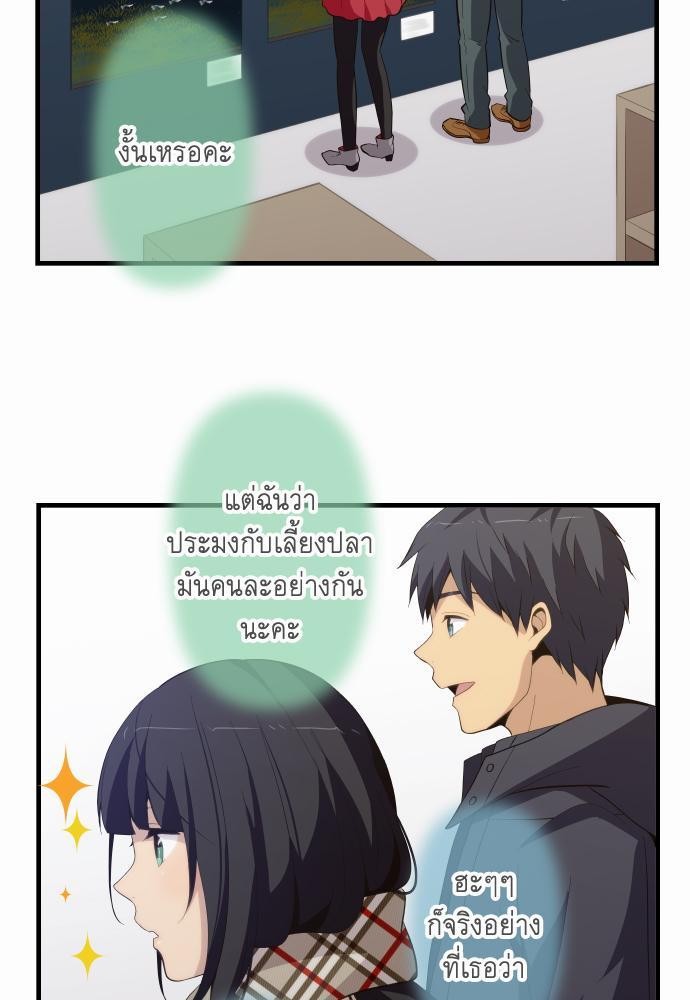 งั้นเหรอคะ
แต่ฉันว่า
ประมงกับเลี้ยงปลา
มันคนละอย่างกัน
นะคะ
ฮะๆๆ
ก็จริงอย่าง
ที่เธอว่า